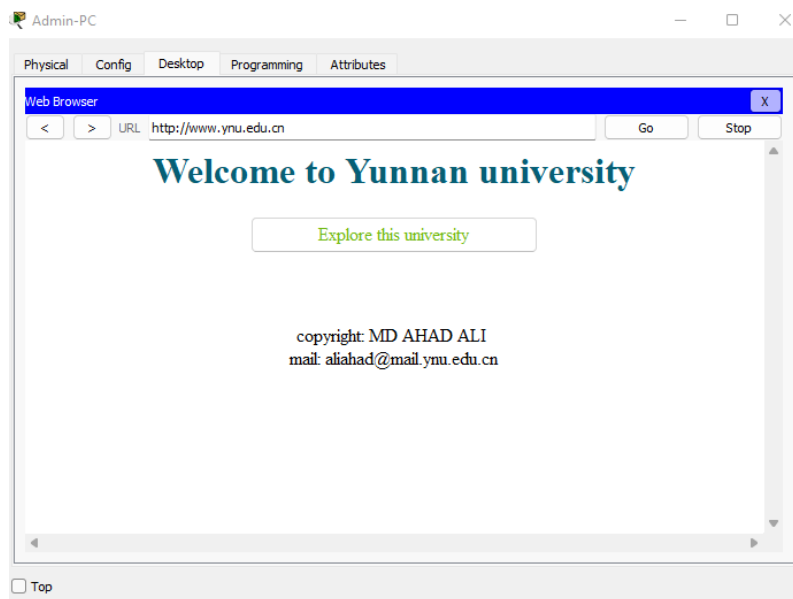 Admin-PC
Physical Config Desktop Programming Attributes
Web Browser X
< > URL http://www.ynu.edu.cn Go Stop
Welcome to Yunnan university
Explore this university
copyright: MD AHAD ALI
mail: aliahad@mail.ynu.edu.cn
Top